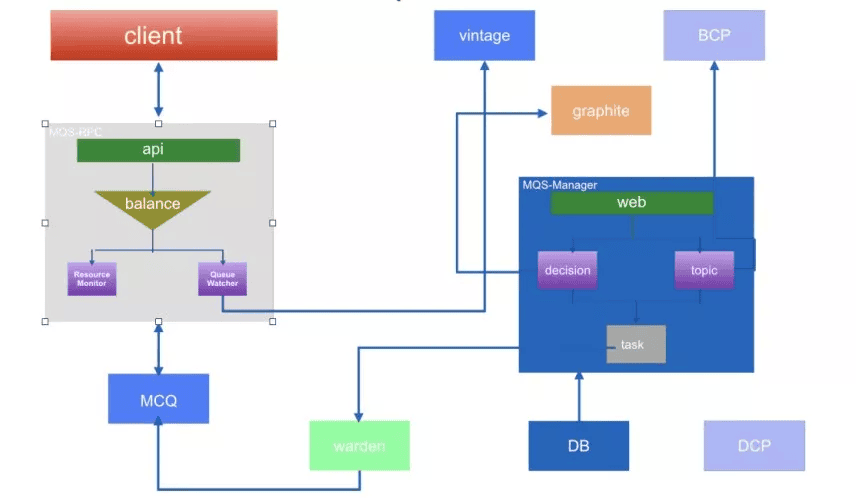 client
vintage
BCP
graphite
MQS-RPC
api
balance
Resource
Monitor
Queue
Watcher
MQS-Manager
web
decision
topic
task
MCQ
warden
DB
DCP